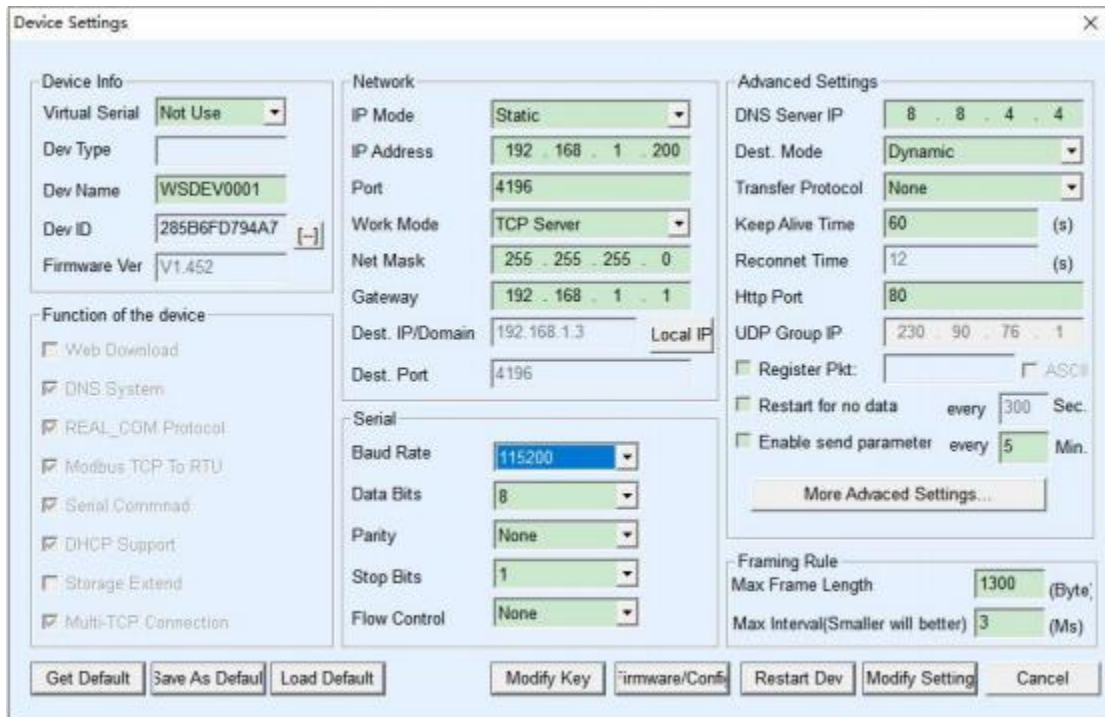 Device Settings
Device Info
Virtual Serial Not Use
Dev Type
Dev Name WSDEV0001
Dev ID 285B6FD794A7 [--]
Firmware Ver V1.452
Function of the device
Web Download
DNS System
REAL_COM Protocol
Modbus TCP To RTU
Serial Commnad
DHCP Support
Storage Extend
Multi-TCP Connection
Network
IP Mode Static
IP Address 192 . 168 . 1 . 200
Port 4196
Work Mode TCP Server
Net Mask 255 . 255 . 255 . 0
Gateway 192 . 168 . 1 . 1
Dest. IP/Domain 192.168.1.3 Local IP
Dest. Port 4196
Serial
Baud Rate 115200
Data Bits 8
Parity None
Stop Bits 1
Flow Control None
Advanced Settings
DNS Server IP 8 . 8 . 4 . 4
Dest. Mode Dynamic
Transfer Protocol None
Keep Alive Time 60 (s)
Reconnet Time 12 (s)
Http Port 80
UDP Group IP 230 . 90 . 76 . 1
Register Pkt: ASCII
Restart for no data every 300 Sec.
Enable send parameter every 5 Min.
More Advaced Settings...
Framing Rule
Max Frame Length 1300 (Byte)
Max Interval(Smaller will better) 3 (Ms)
Get Default Save As Defaul Load Default Modify Key Firmware/Config Restart Dev Modify Setting Cancel